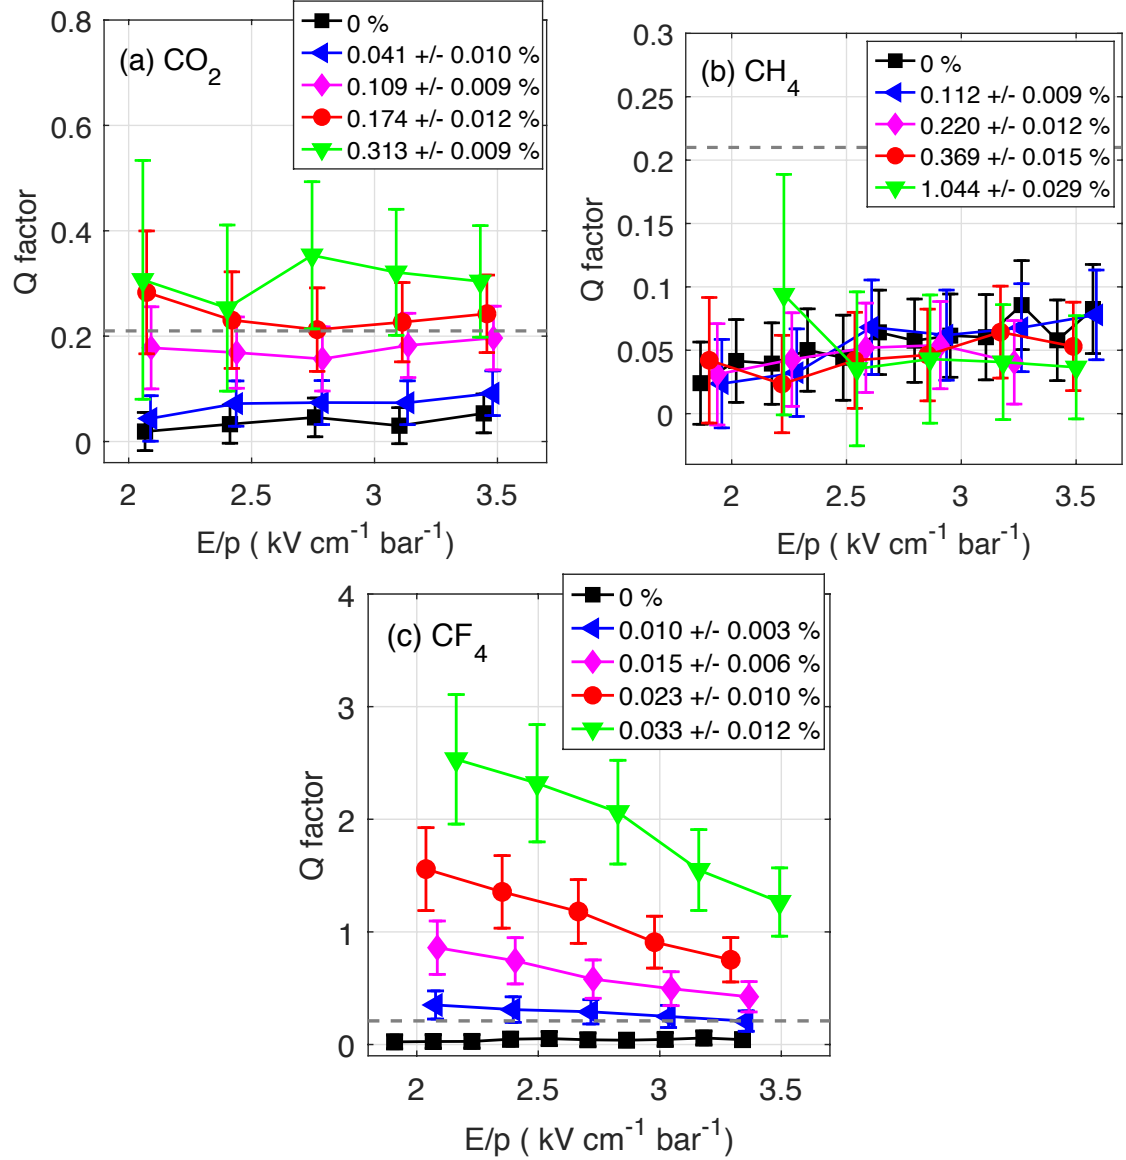 (a) CO2
0 %
0.041 +/- 0.010 %
0.109 +/- 0.009 %
0.174 +/- 0.012 %
0.313 +/- 0.009 %
0.8
0.6
0.4
0.2
0
Q factor
2
2.5
3
3.5
E/p ( kV cm-1 bar-1)
(b) CH4
0 %
0.112 +/- 0.009 %
0.220 +/- 0.012 %
0.369 +/- 0.015 %
1.044 +/- 0.029 %
0.3
0.25
0.2
0.15
0.1
0.05
0
Q factor
2
2.5
3
3.5
E/p ( kV cm-1 bar-1)
(c) CF4
0 %
0.010 +/- 0.003 %
0.015 +/- 0.006 %
0.023 +/- 0.010 %
0.033 +/- 0.012 %
4
3
2
1
0
Q factor
2
2.5
3
3.5
E/p ( kV cm-1 bar-1)